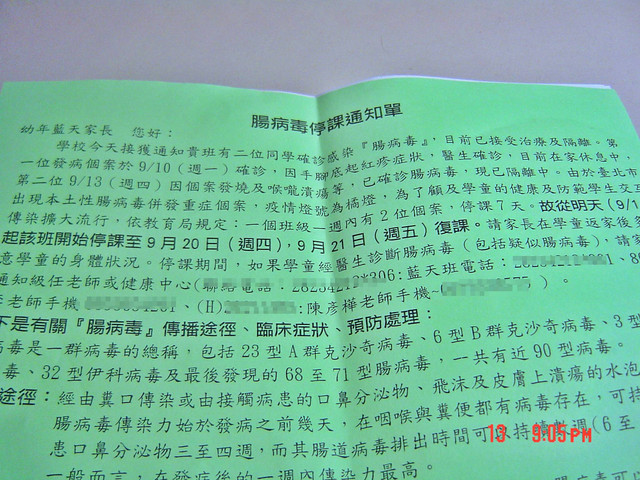 腸病毒停課通知單
幼年藍天家長 您好：
學校今天接獲通知貴班有二位同學確診感染『腸病毒』，目前已接受治療及隔離。第
一位發病個案於9/10（週一）確診，因手腳底起紅疹症狀，醫生確診，目前在家休息中，
第二位9/13（週四）因個案發燒及喉嚨潰瘍等，已確診腸病毒，現已隔離中。由於臺北市
出現本土性腸病毒併發重症個案，疫情燈號為橘燈，為了顧及學童的健康及防範學生交
傳染擴大流行，依教育局規定：一個班級一週內有2位個案，停課7天。故從明天（9/1
起該班開始停課至9月20日（週四），9月21日（週五）復課。請家長在學童返家後多
意學童的身體狀況。停課期間，如果學童經醫生診斷腸病毒（包括疑似腸病毒），請
通知級任老師或健康中心(聯絡電話：*306:藍天班電話：
老師手機、(H):陳彥樺老師手機-）。
下是有關『腸病毒』傳播途徑、臨床症狀、預防處理：
病毒是一群病毒的總稱，包括23型A群克沙奇病毒、6型B群克沙奇病毒、3型
毒、32型伊科病毒及最後發現的68至71型腸病毒，一共有近90型病毒。
途徑：經由糞口傳染或由接觸病患的口鼻分泌物、飛沫及皮膚上潰瘍的水泡
腸病毒傳染力始於發病之前幾天，在咽喉與糞便都有病毒存在，可持
患口鼻分泌物三至四週，而其腸道病毒排出時間可持續數週（6至
一般而言，在發病後的一週內傳染力最高。
13 9:05PM